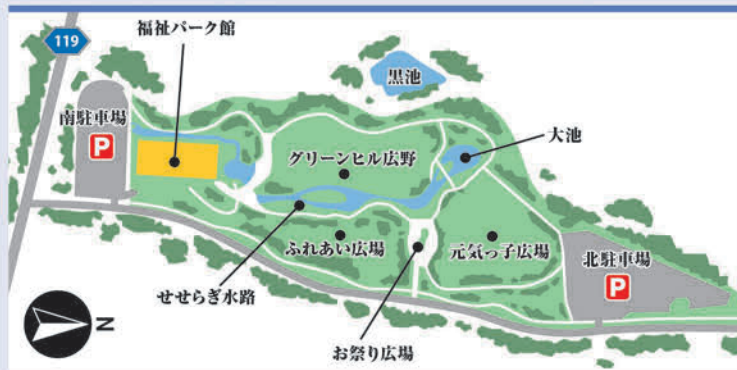 福祉パーク館
119
黒池
南駐車場
P
大池
グリーンヒル広野
ふれあい広場
元気っ子広場
北駐車場
P
せせらぎ水路
N
お祭り広場